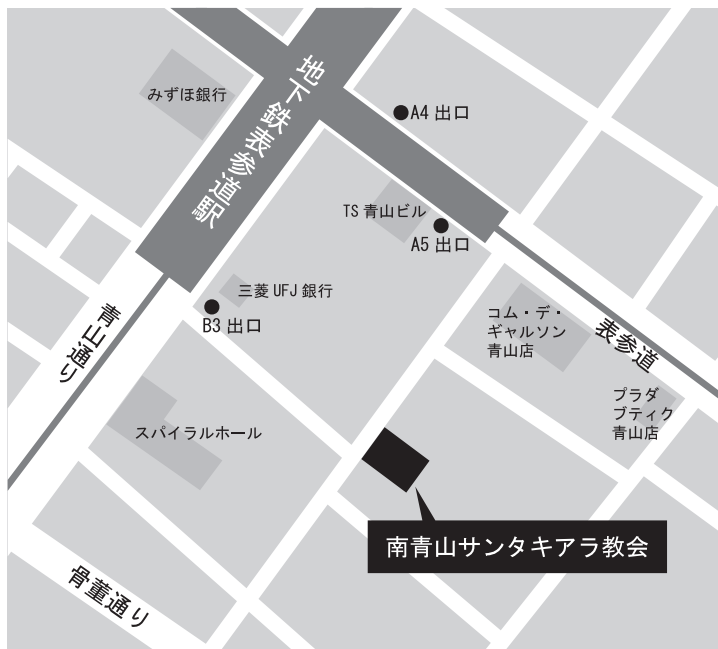 みずほ銀行
地下鉄表参道駅
A4 出口
TS 青山ビル
A5 出口
三菱 UFJ 銀行
B3 出口
青山通り
コム・デ・
ギャルソン
青山店
表参道
プラダ
ブティク
青山店
スパイラルホール
南青山サンタキアラ教会
骨董通り